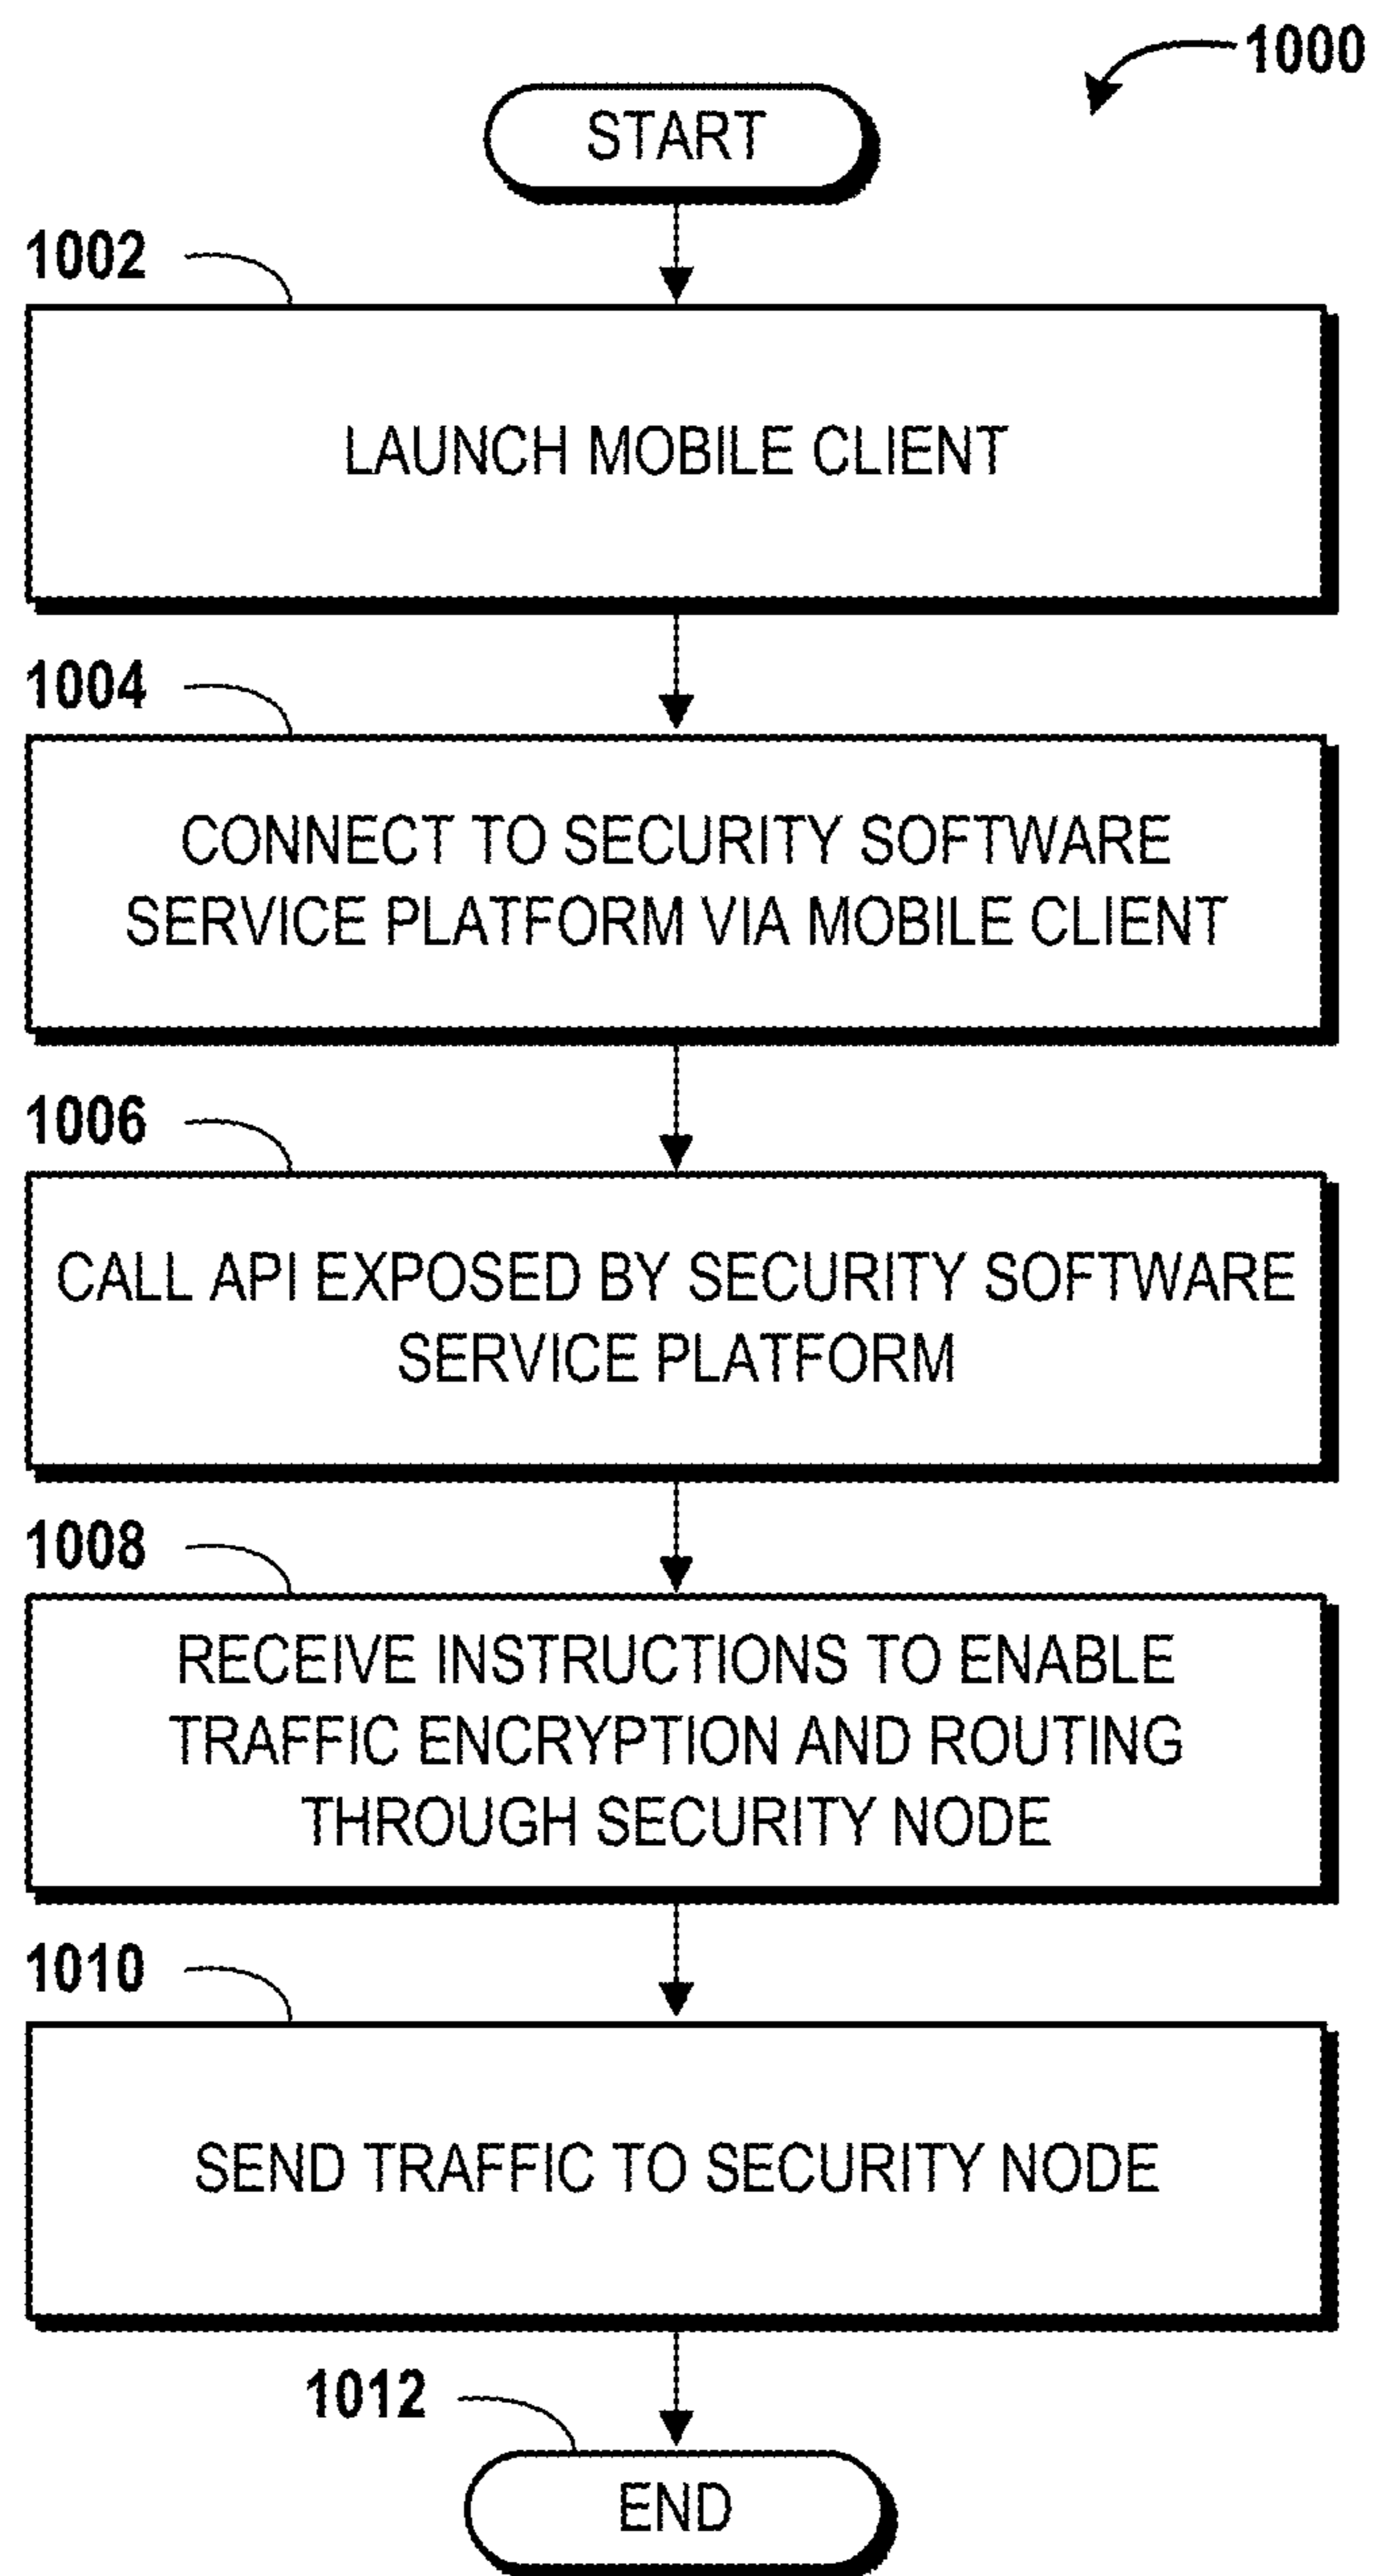 1000
START
1002
LAUNCH MOBILE CLIENT
1004
CONNECT TO SECURITY SOFTWARE
SERVICE PLATFORM VIA MOBILE CLIENT
1006
CALL API EXPOSED BY SECURITY SOFTWARE
SERVICE PLATFORM
1008
RECEIVE INSTRUCTIONS TO ENABLE
TRAFFIC ENCRYPTION AND ROUTING
THROUGH SECURITY NODE
1010
SEND TRAFFIC TO SECURITY NODE
1012
END